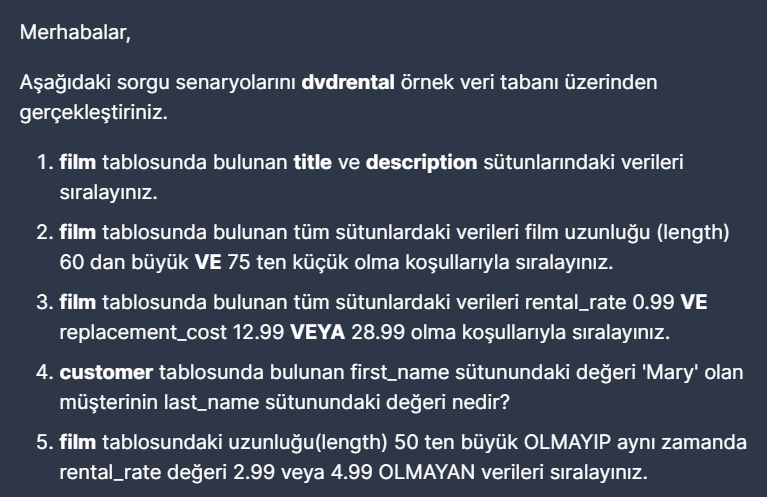 Merhabalar,
Aşağıdaki sorgu senaryolarını dvdrental örnek veri tabanı üzerinden
gerçekleştiriniz.
1. film tablosunda bulunan title ve description sütunlarındaki verileri
sıralayınız.
2. film tablosunda bulunan tüm sütunlardaki verileri film uzunluğu (length)
60 dan büyük VE 75 ten küçük olma koşullarıyla sıralayınız.
3. film tablosunda bulunan tüm sütunlardaki verileri rental_rate 0.99 VE
replacement_cost 12.99 VEYA 28.99 olma koşullarıyla sıralayınız.
4. customer tablosunda bulunan first_name sütunundaki değeri 'Mary' olan
müşterinin last_name sütunundaki değeri nedir?
5. film tablosundaki uzunluğu(length) 50 ten büyük OLMAYIP aynı zamanda
rental_rate değeri 2.99 veya 4.99 OLMAYAN verileri sıralayınız.